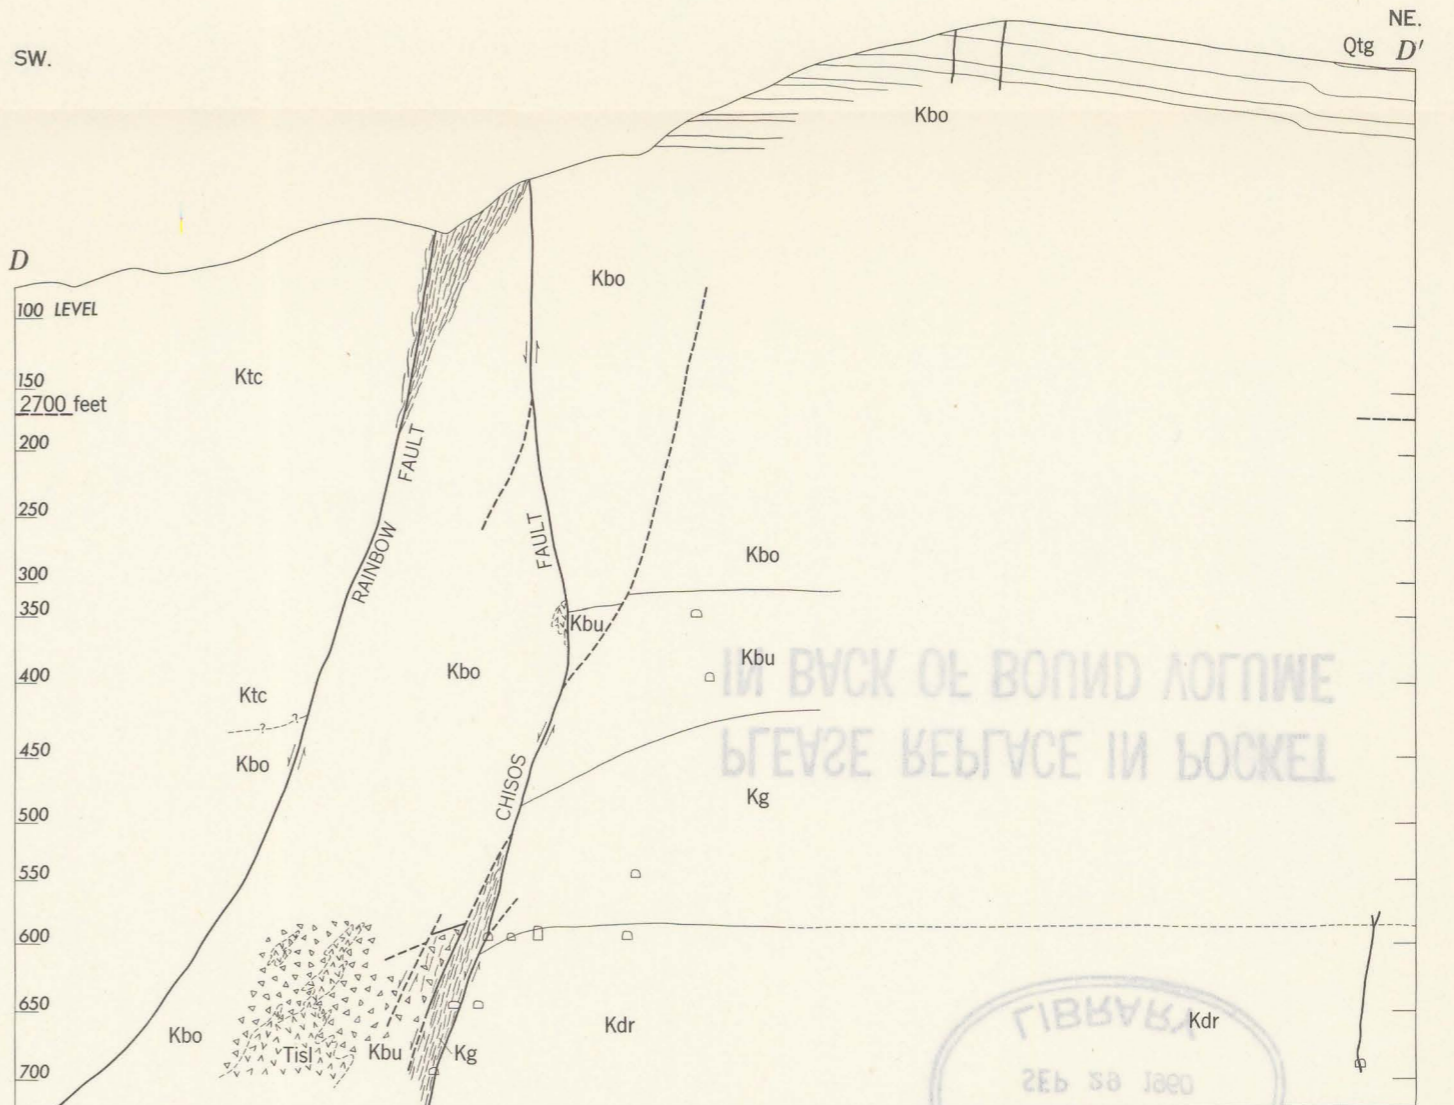 NE.
SW.
Qtg D′
Kbo
D
Kbo
100 LEVEL
Ktc
150
2700 feet
200
FAULT
250
RAINBOW
FAULT
Kbo
300
350
Kbu
Kbo
Kbu
400
Ktc
? ?
450
Kbo
CHISOS
Kg
500
550
600
650
Kbo
Tisl
Kbu
Kg
Kdr
Kdr
700
IN BACK OF BOUND VOLUME
PLEASE REPLACE IN POCKET
LIBRARY
SEP 29 1960